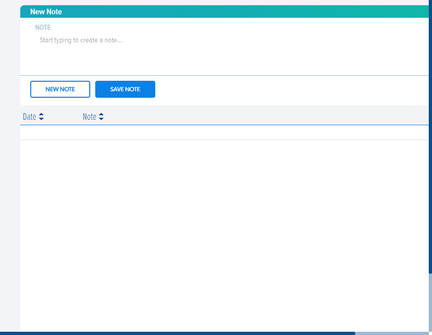 New Note
NOTE
Start typing to create a note...
NEW NOTE SAVE NOTE
Date Note